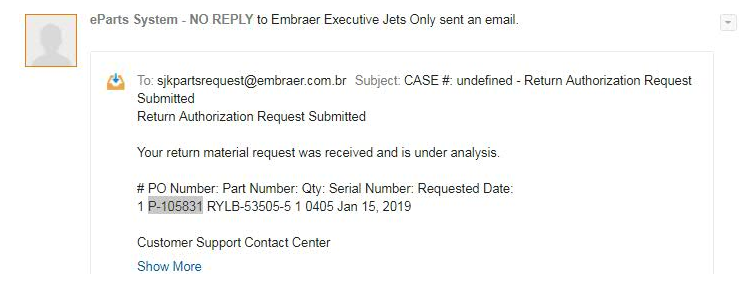 eParts System - NO REPLY to Embraer Executive Jets Only sent an email.
To: sjkpartsrequest@embraer.com.br Subject: CASE #: undefined - Return Authorization Request
Submitted
Return Authorization Request Submitted
Your return material request was received and is under analysis.
# PO Number: Part Number: Qty: Serial Number: Requested Date:
1 P-105831 RYLB-53505-5 1 0405 Jan 15, 2019
Customer Support Contact Center
Show More